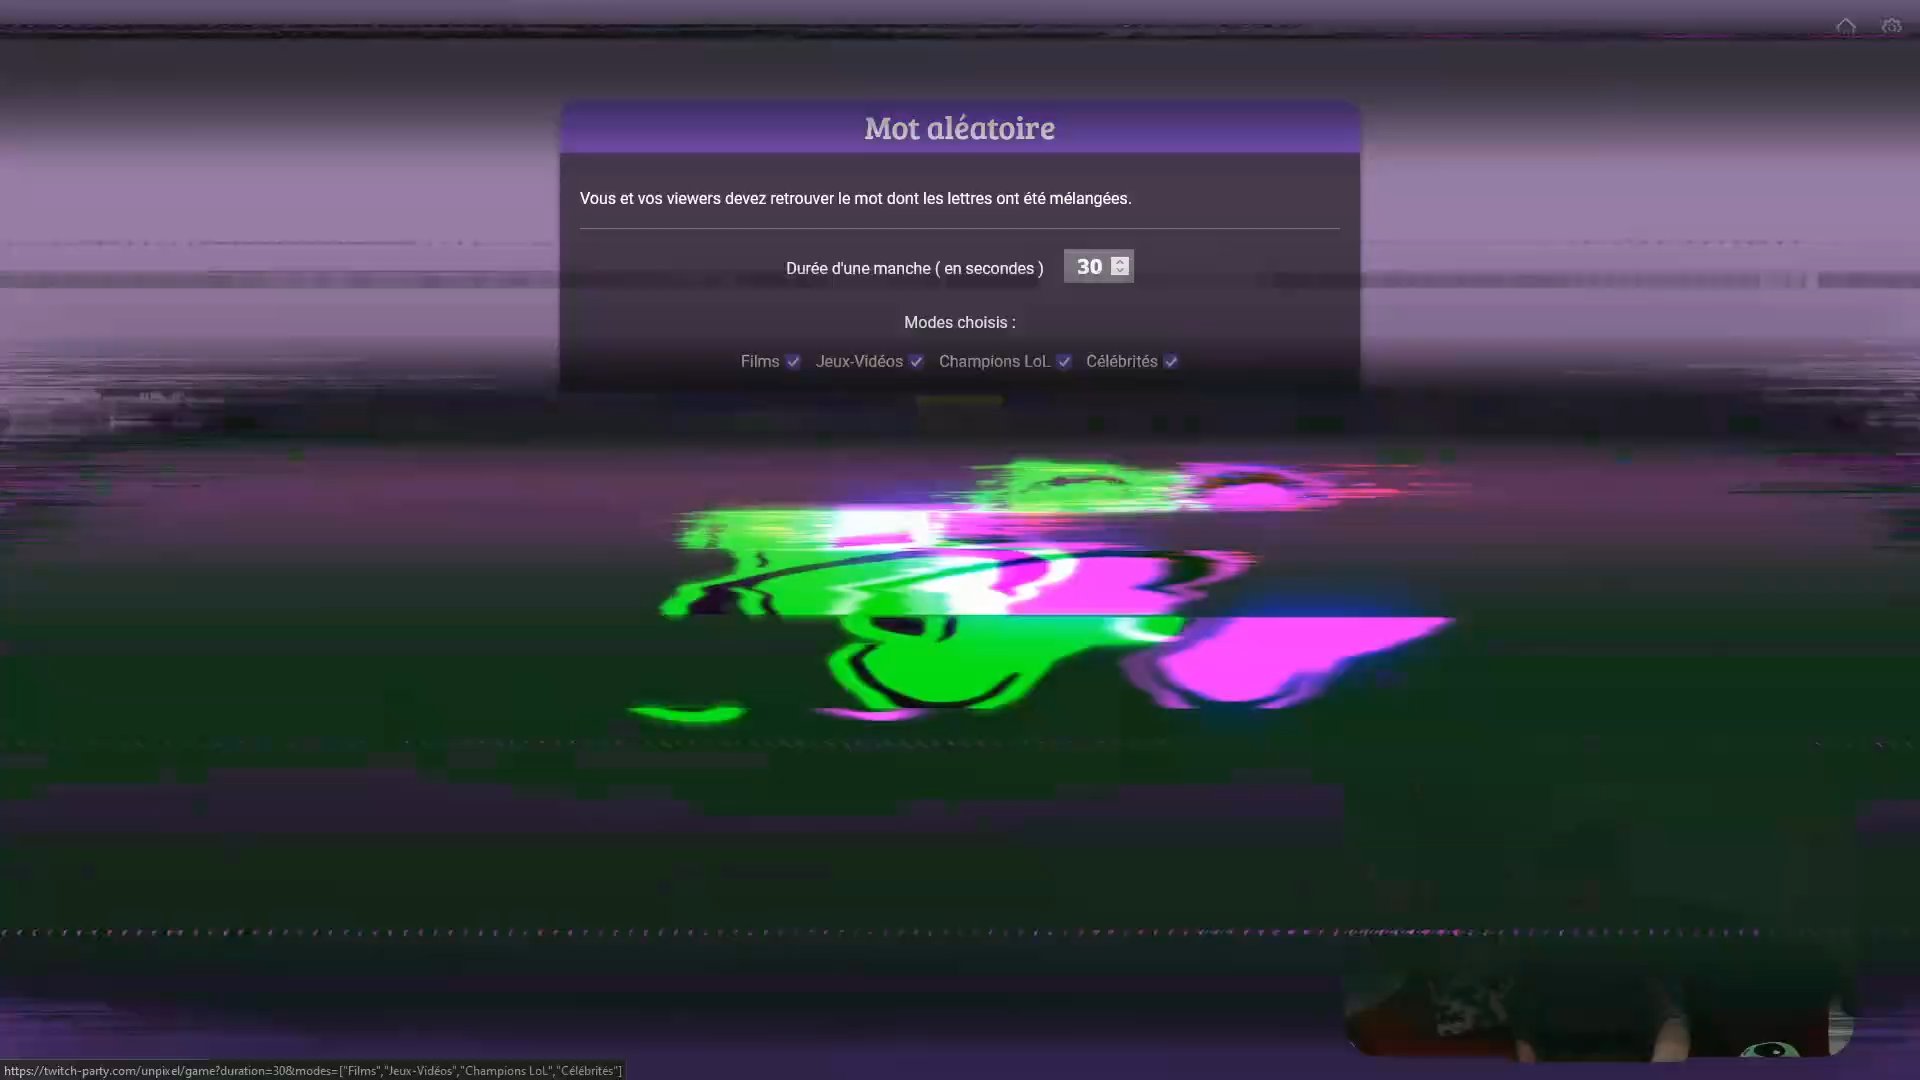 Mot aléatoire
Vous et vos viewers devez retrouver le mot dont les lettres ont été mélangées.
Durée d'une manche ( en secondes ) 30
Modes choisis :
Films Jeux-Vidéos Champions LoL Célébrités
https://twitch-party.com/unpixel/game?duration=30&modes=["Films","Jeux-Vidéos","Champions LoL","Célébrités"]